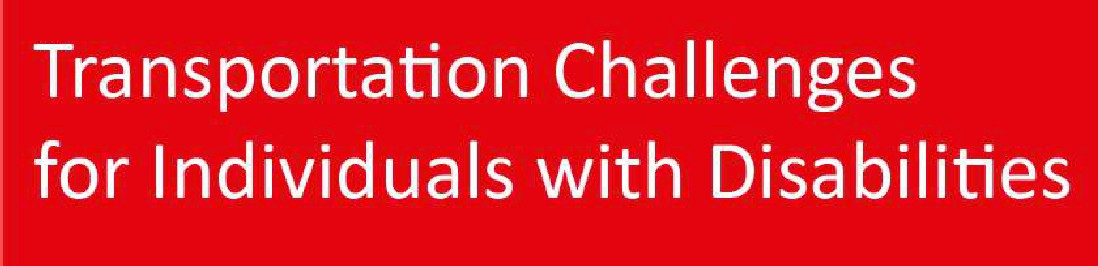 Transportation Challenges
for Individuals with Disabilities